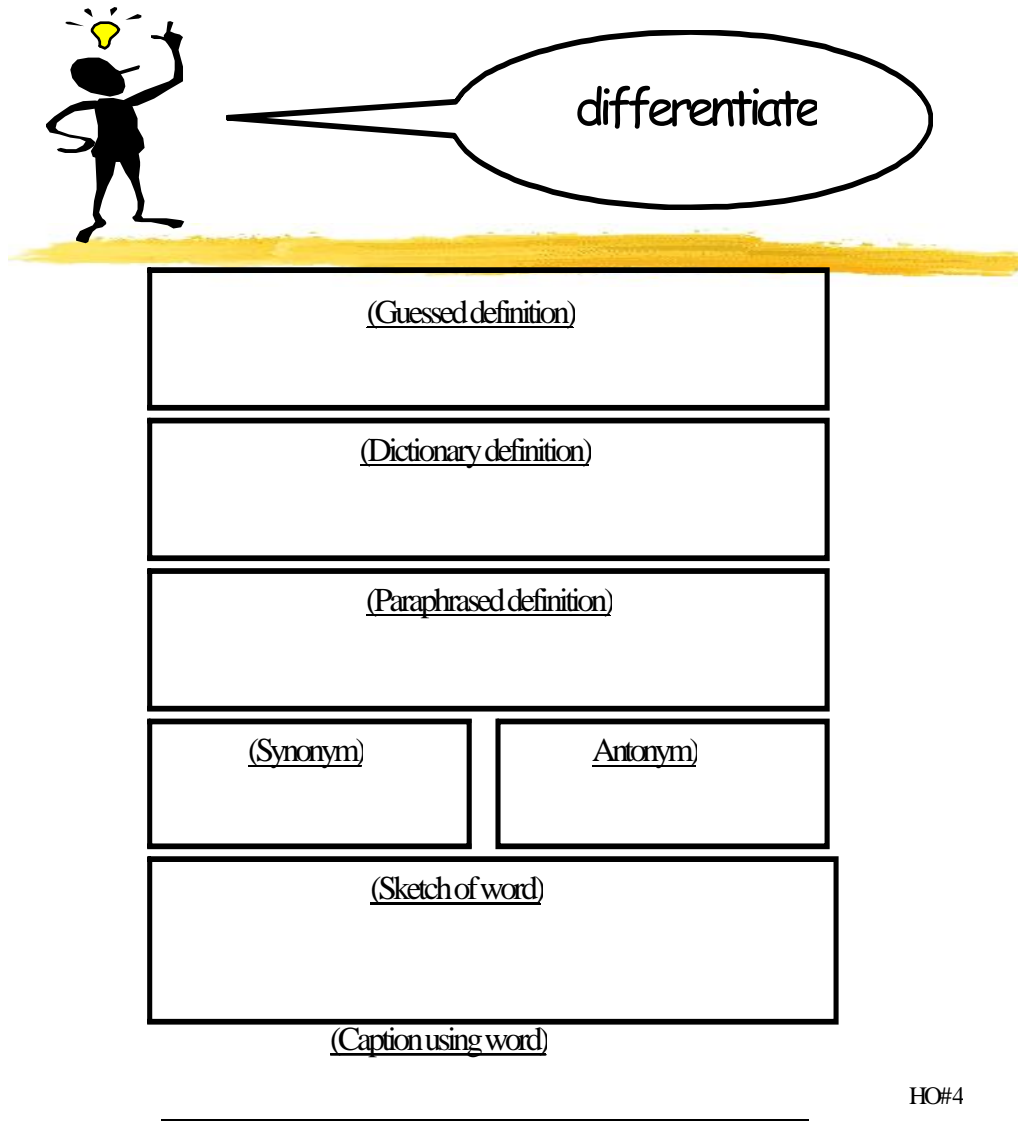 differentiate
(Guessed definition)
(Dictionary definition)
(Paraphrased definition)
(Synonym)
Antonym)
(Sketch of word)
(Caption using word)
HO#4